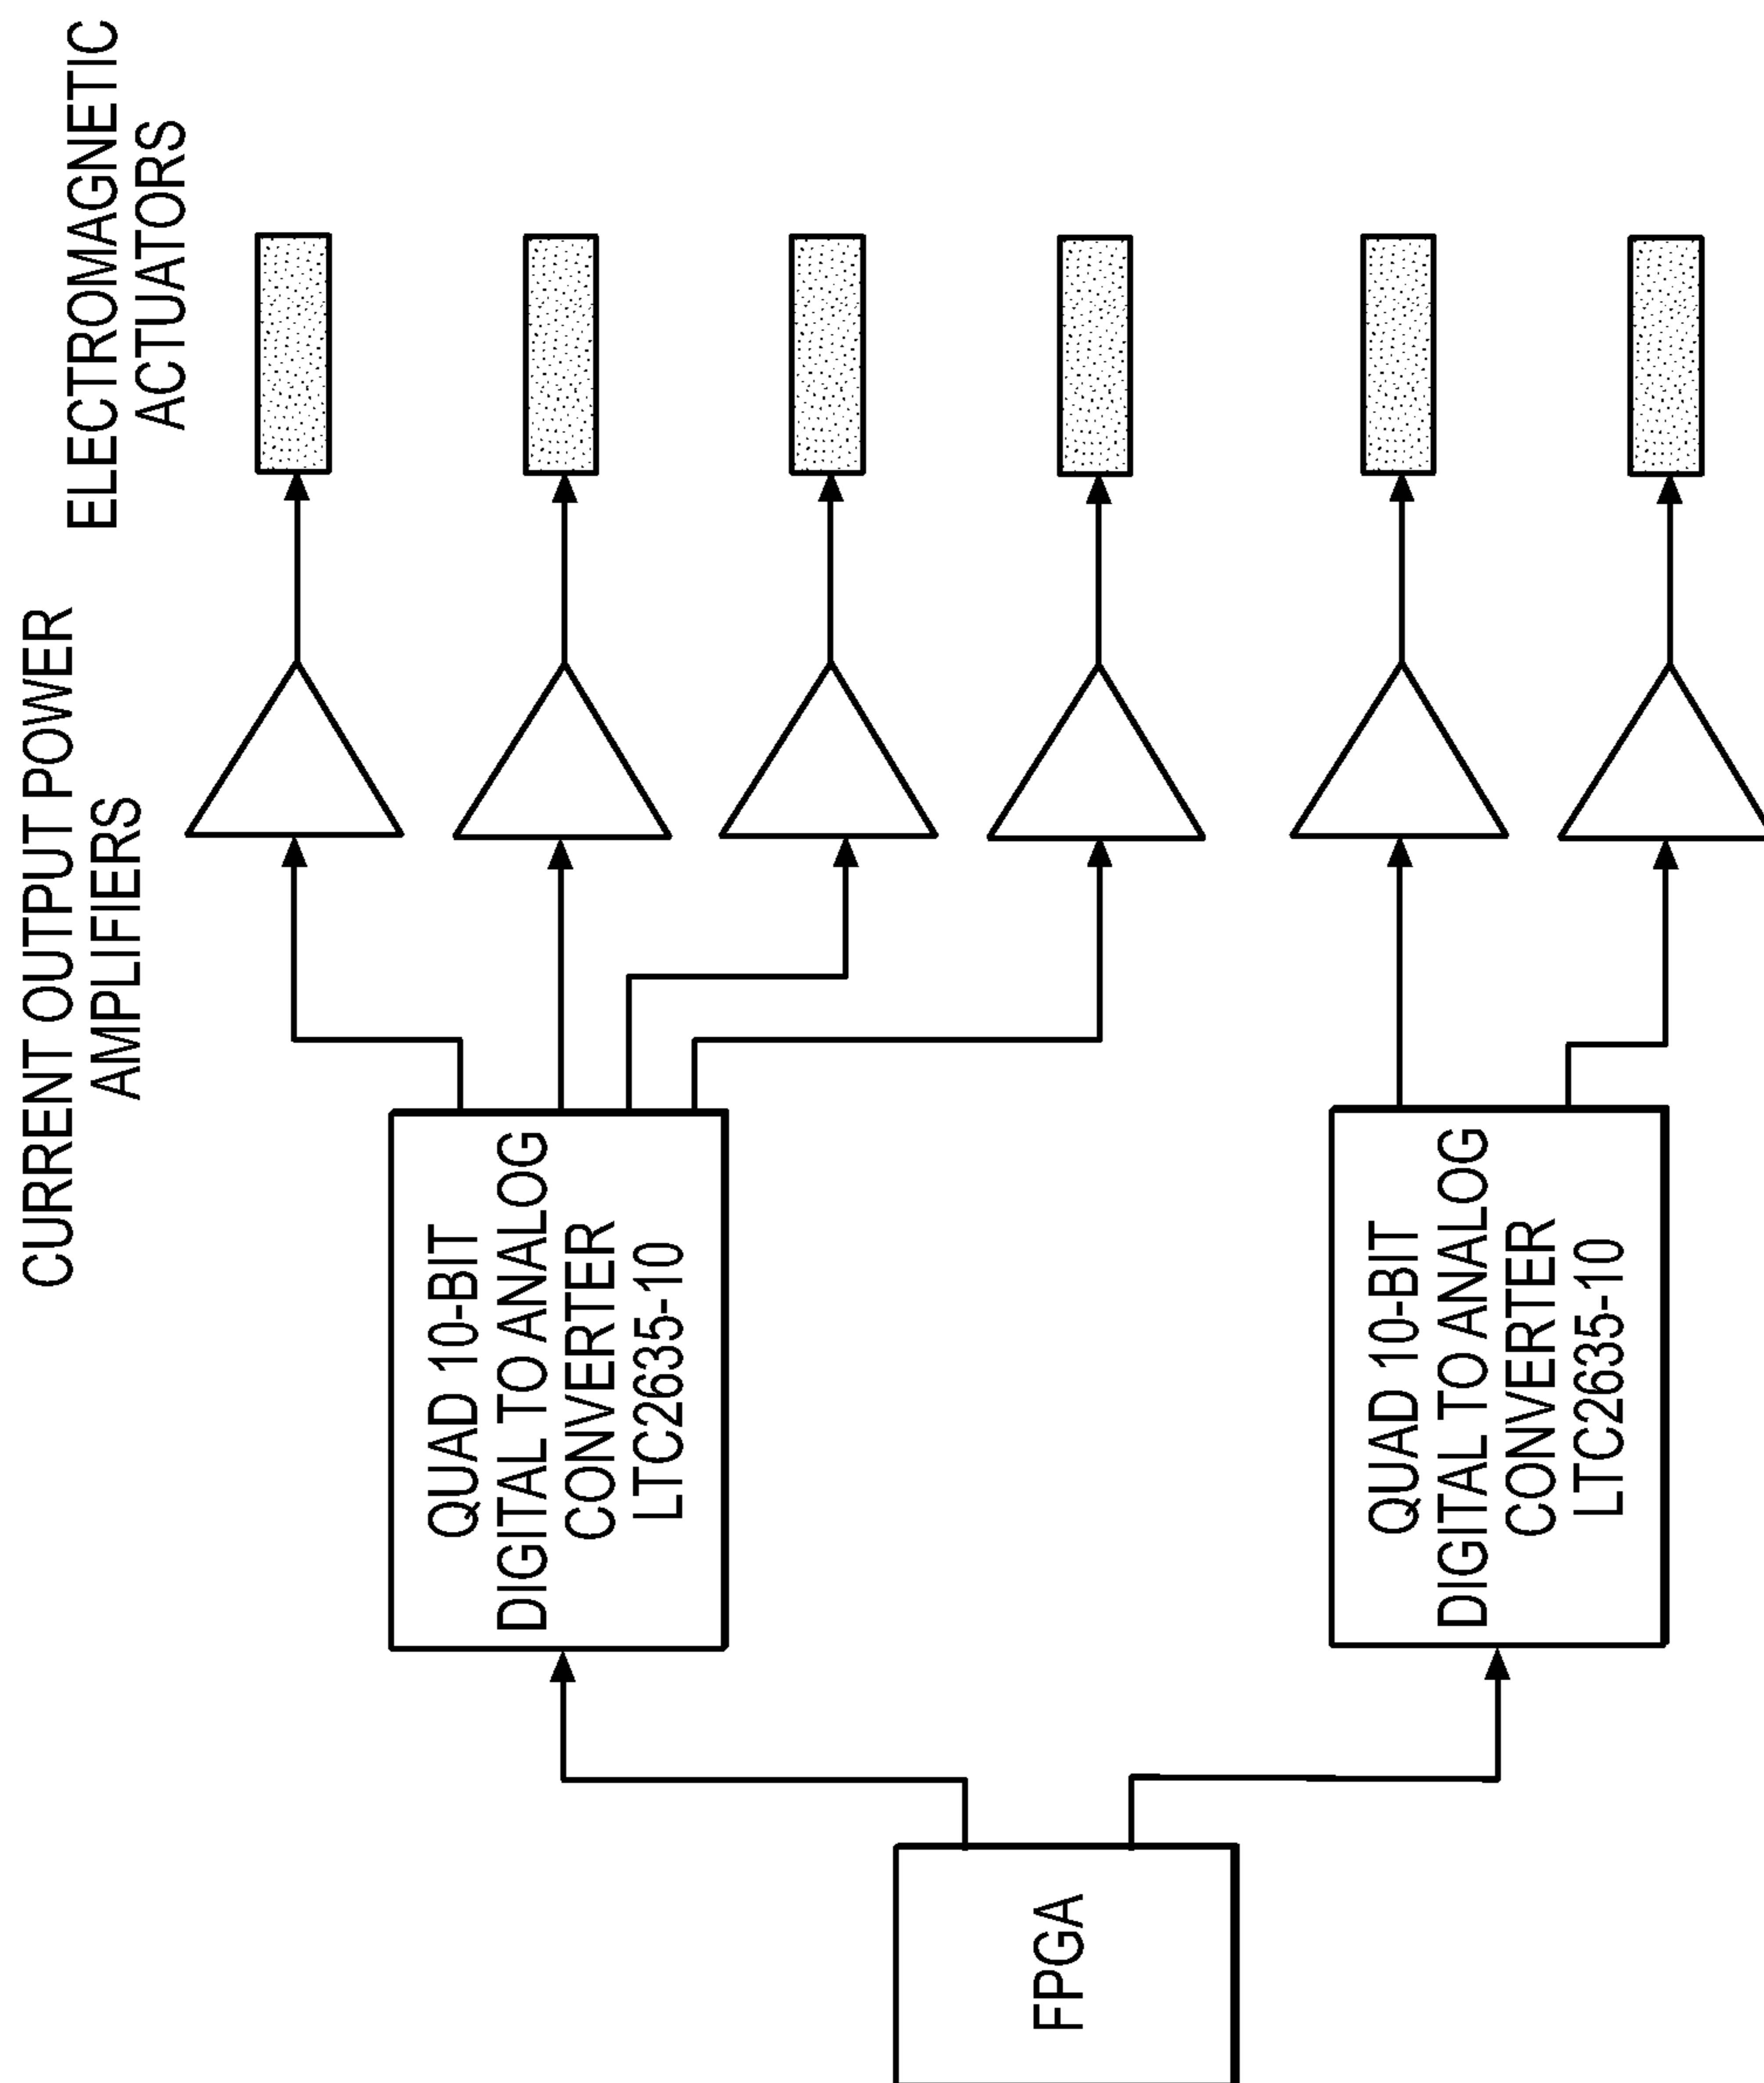 CURRENT OUTPUT POWER
AMPLIFIERS
ELECTROMAGNETIC
ACTUATORS
QUAD 10-BIT
DIGITAL TO ANALOG
CONVERTER
LTC2635-10
QUAD 10-BIT
DIGITAL TO ANALOG
CONVERTER
LTC2635-10
FPGA